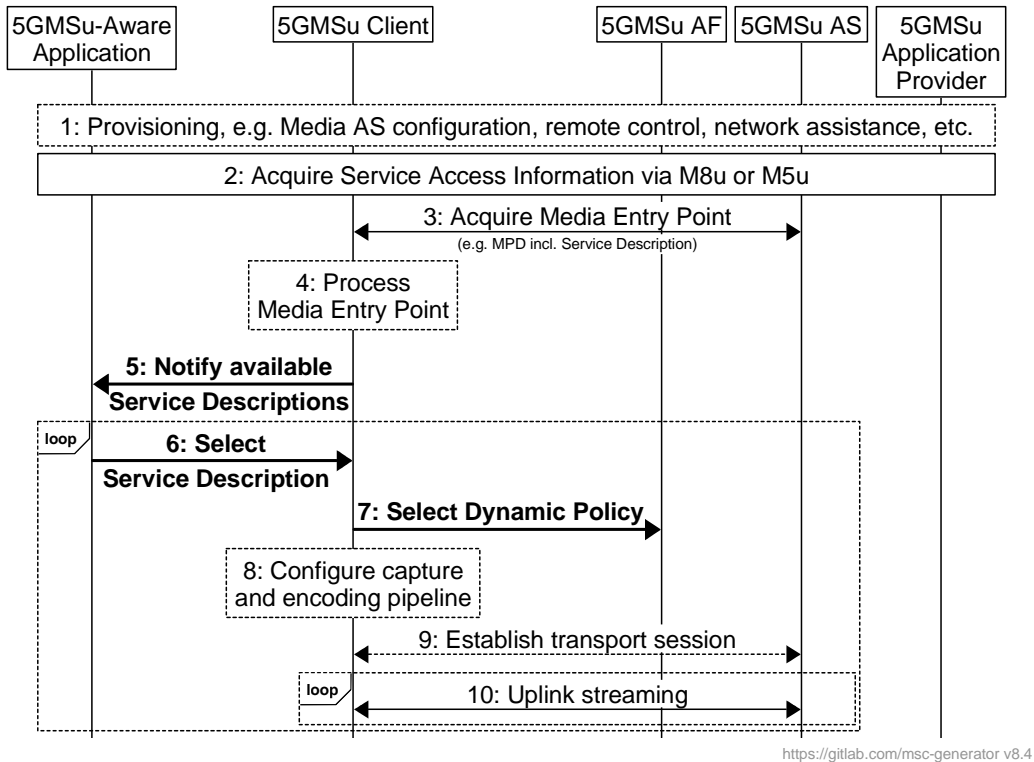 5GMSu-Aware
Application
5GMSu Client
5GMSu AF
5GMSu AS
5GMSu
Application
Provider
1: Provisioning, e.g. Media AS configuration, remote control, network assistance, etc.
2: Acquire Service Access Information via M8u or M5u
3: Acquire Media Entry Point
(e.g. MPD incl. Service Description)
4: Process
Media Entry Point
5: Notify available
Service Descriptions
loop
6: Select
Service Description
7: Select Dynamic Policy
8: Configure capture
and encoding pipeline
9: Establish transport session
loop
10: Uplink streaming
https://gitlab.com/msc-generator v8.4